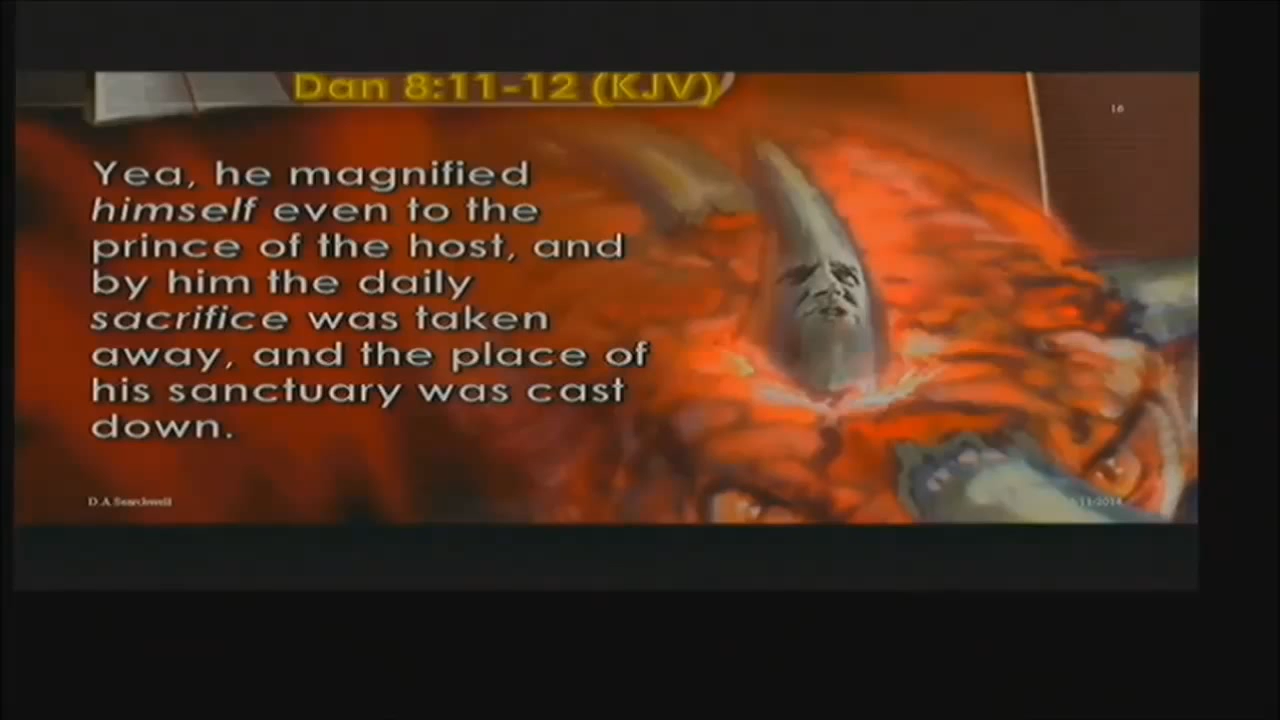 Dan 8:11-12 (KJV)
16
Yea, he magnified
himself even to the
prince of the host, and
by him the daily
sacrifice was taken
away, and the place of
his sanctuary was cast
down.
D.A.Searchwell